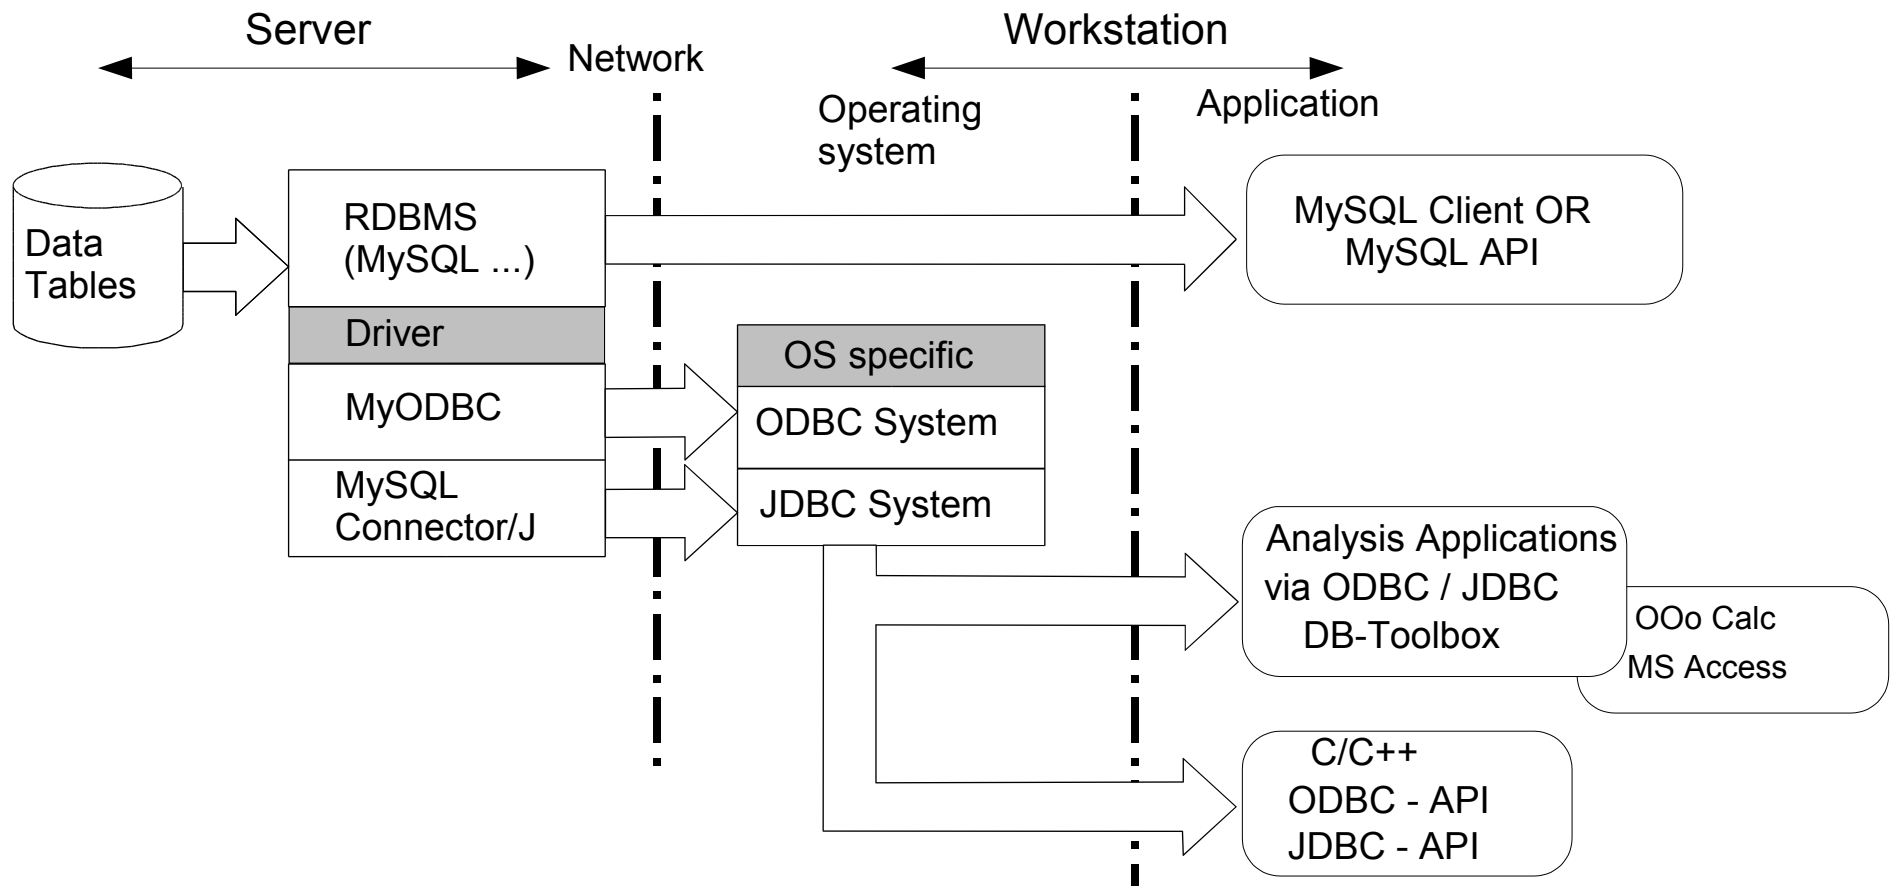 Server
Network
Workstation
Operating
system
Application
Data
Tables
RDBMS
(MySQL ...)
Driver
MyODBC
MySQL
Connector/J
OS specific
ODBC System
JDBC System
MySQL Client OR
MySQL API
Analysis Applications
via ODBC / JDBC
DB-Toolbox
OOo Calc
MS Access
C/C++
ODBC - API
JDBC - API